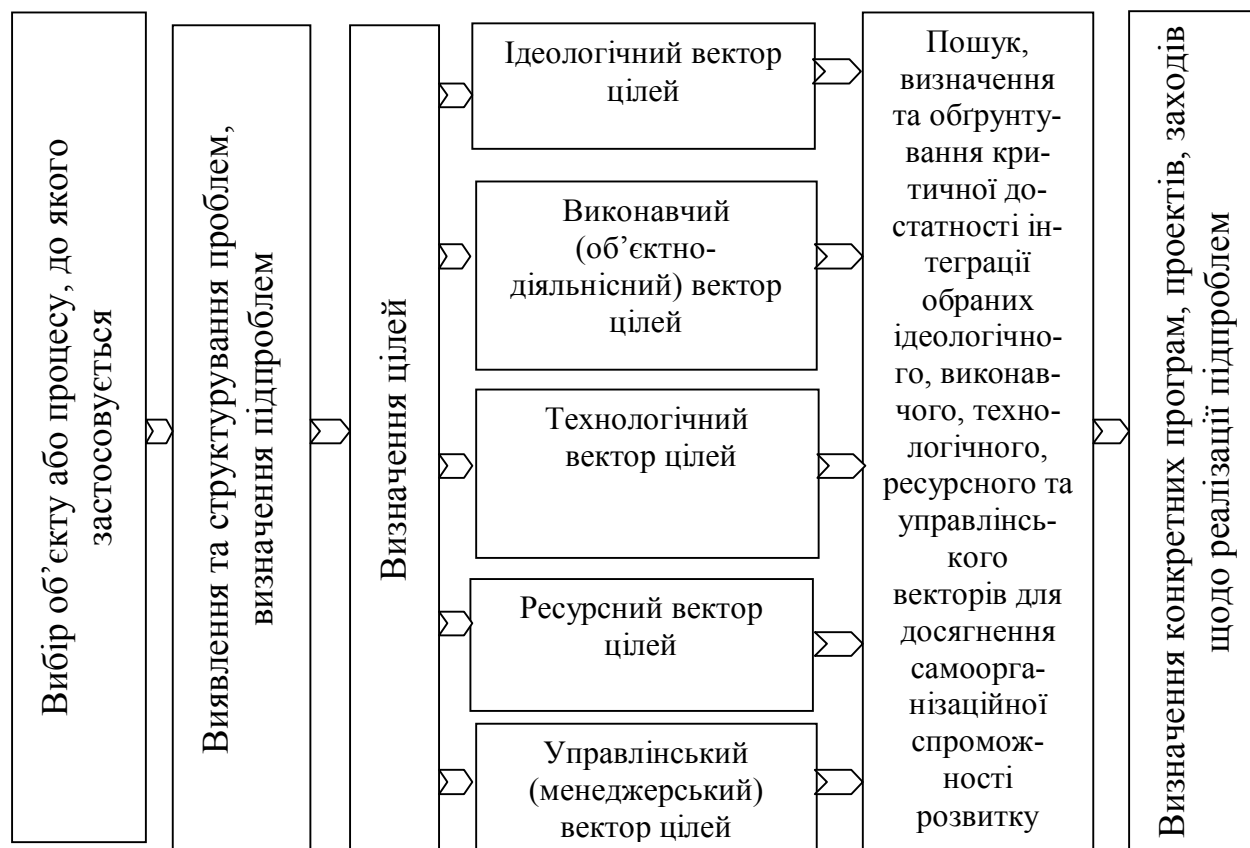 Вибір об’єкту або процесу, до якого
застосовується
Виявлення та структурування проблем,
визначення підпроблем
Визначення цілей
Ідеологічний вектор
цілей
Виконавчий
(об’єктно-
діяльнісний) вектор
цілей
Технологічний
вектор цілей
Ресурсний вектор
цілей
Управлінський
(менеджерський)
вектор цілей
Пошук,
визначення
та обґрунту-
вання кри-
тичної до-
статності ін-
теграції
обраних
ідеологічно-
го, виконав-
чого, техно-
логічного,
ресурсного та
управлінсь-
кого
векторів для
досягнення
самоорга-
нізаційної
спромож-
ності
розвитку
Визначення конкретних програм, проектів, заходів
щодо реалізації підпроблем